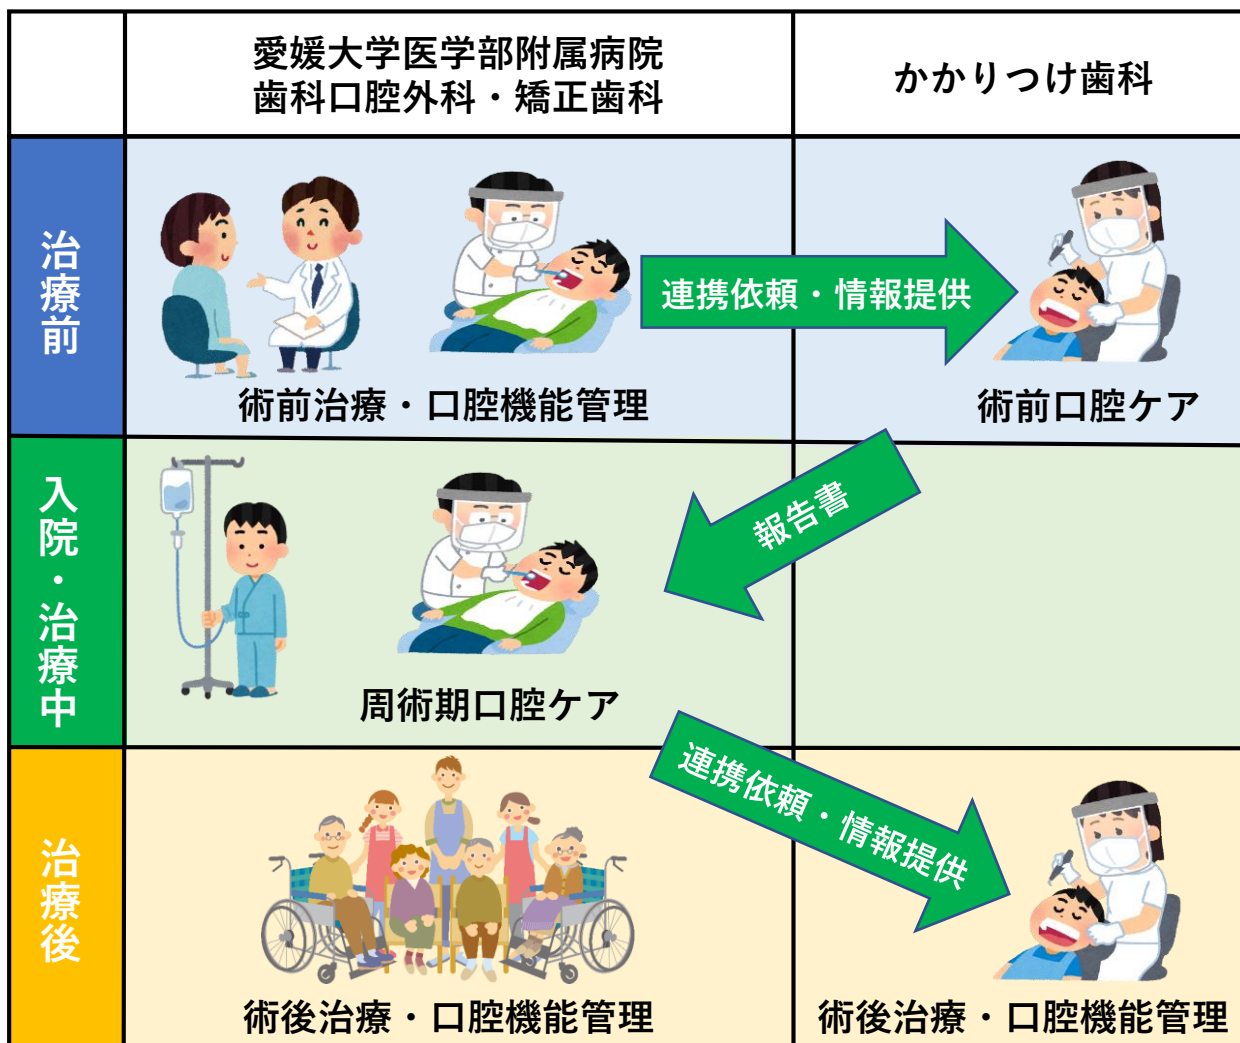 愛媛大学医学部附属病院
歯科口腔外科・矯正歯科
かかりつけ歯科
治療前
連携依頼・情報提供
術前治療・口腔機能管理
術前口腔ケア
入院・治療中
報告書
周術期口腔ケア
治療後
連携依頼・情報提供
術後治療・口腔機能管理
術後治療・口腔機能管理